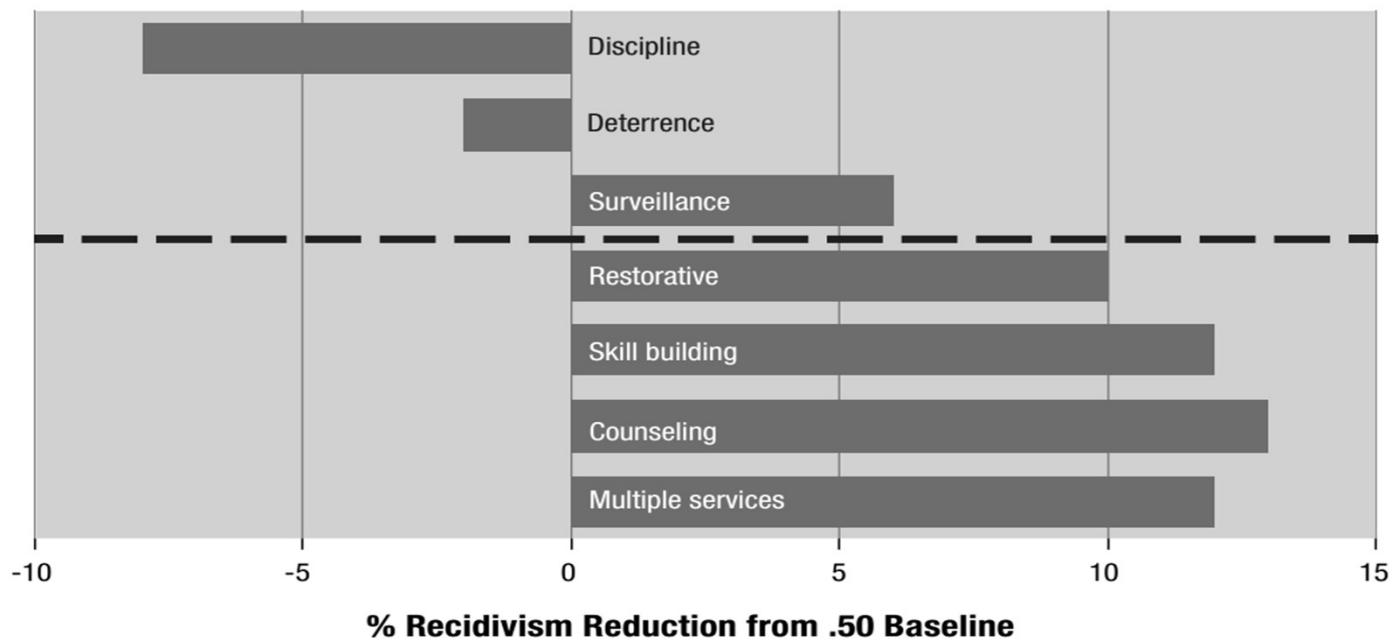 Discipline
Deterrence
Surveillance
Restorative
Skill building
Counseling
Multiple services
-10 -5 0 5 10 15
% Recidivism Reduction from .50 Baseline